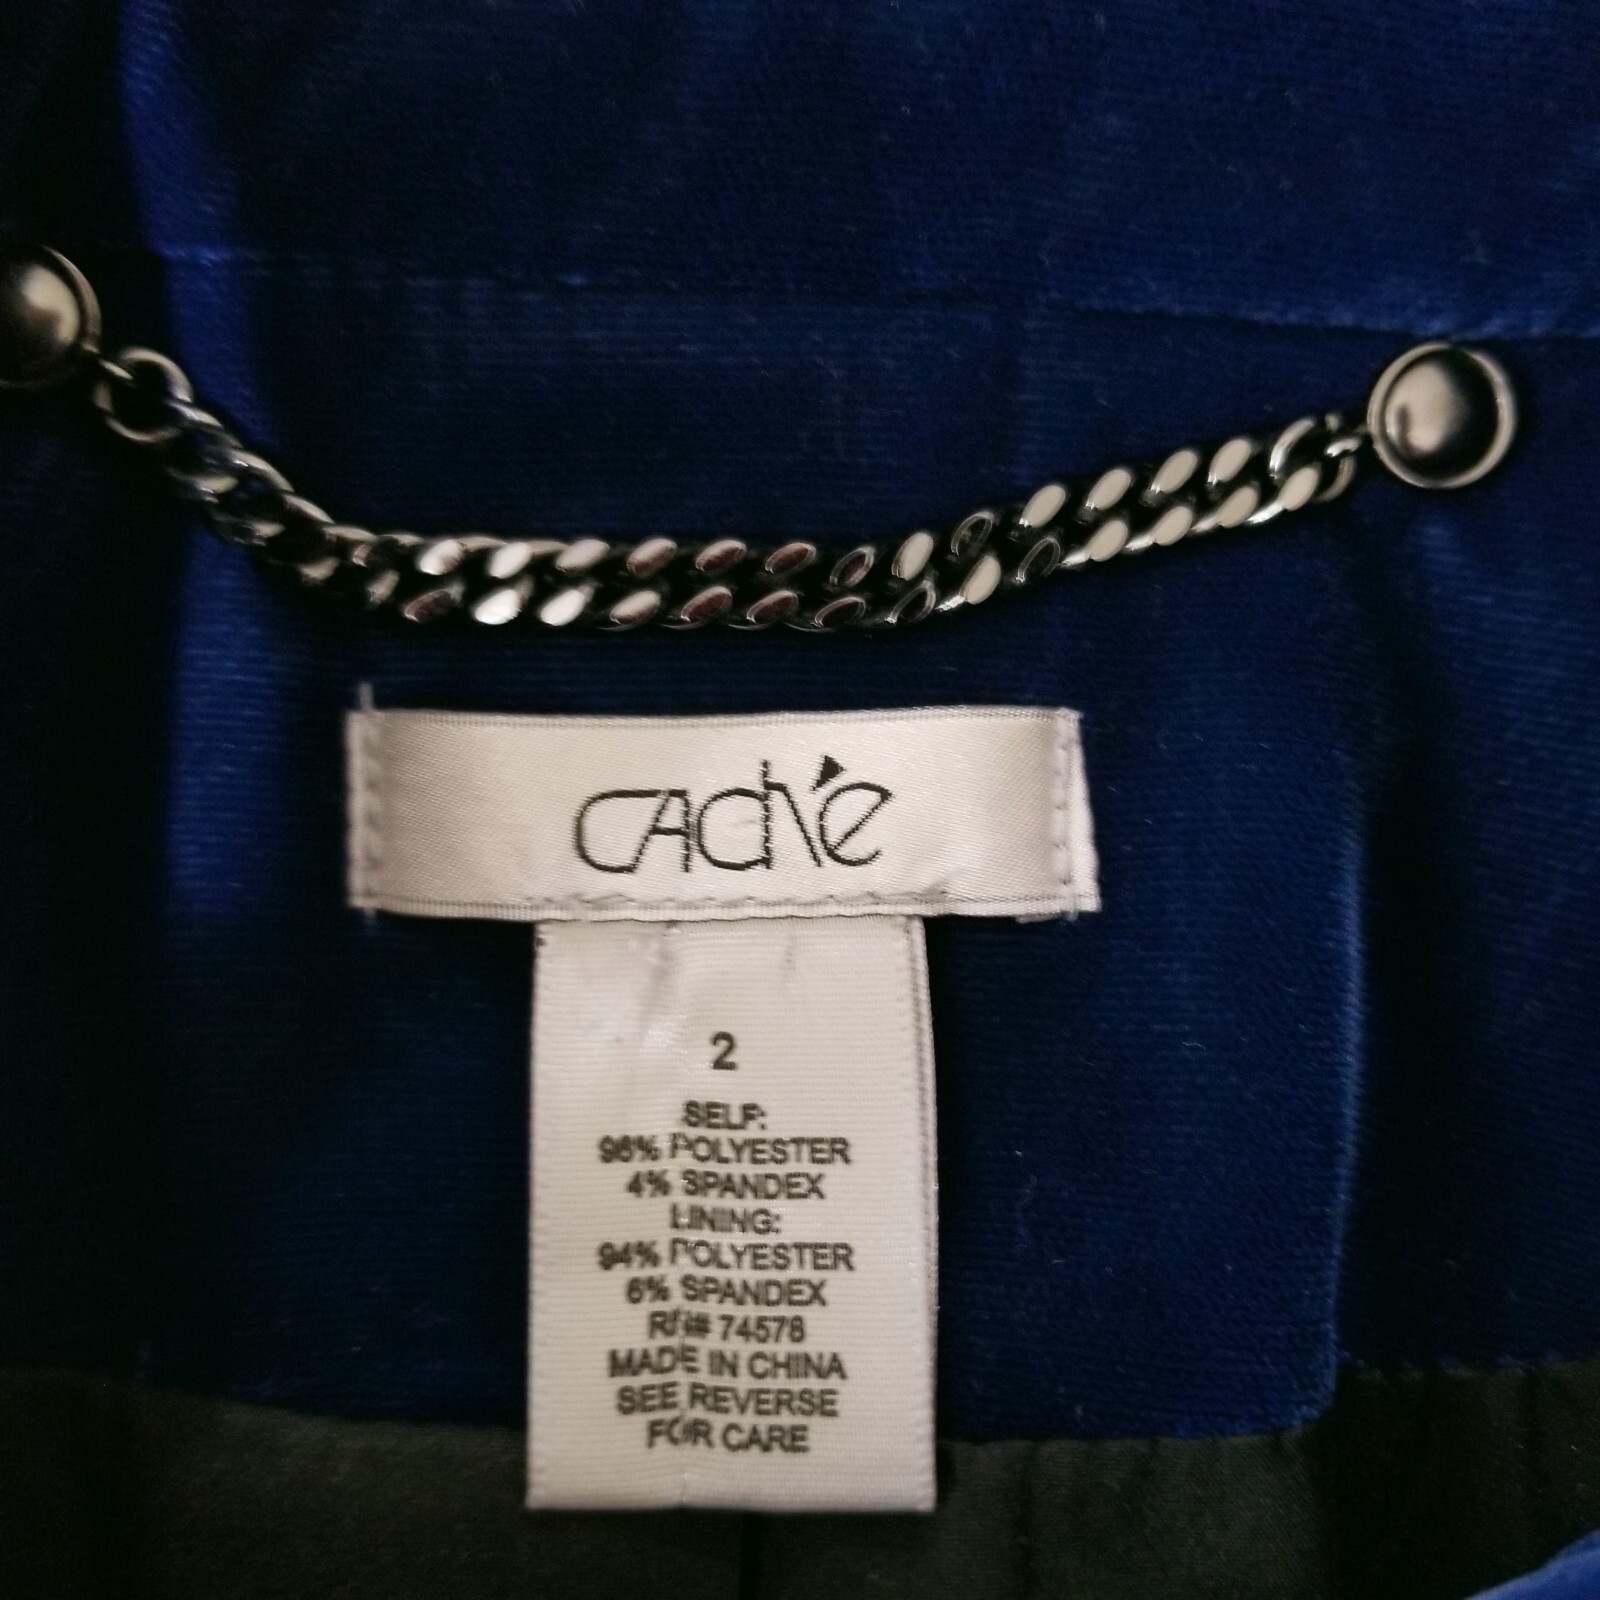 Caché
2
SELF:
96% POLYESTER
4% SPANDEX
LINING:
94% POLYESTER
6% SPANDEX
RN# 74578
MADE IN CHINA
SEE REVERSE
FOR CARE